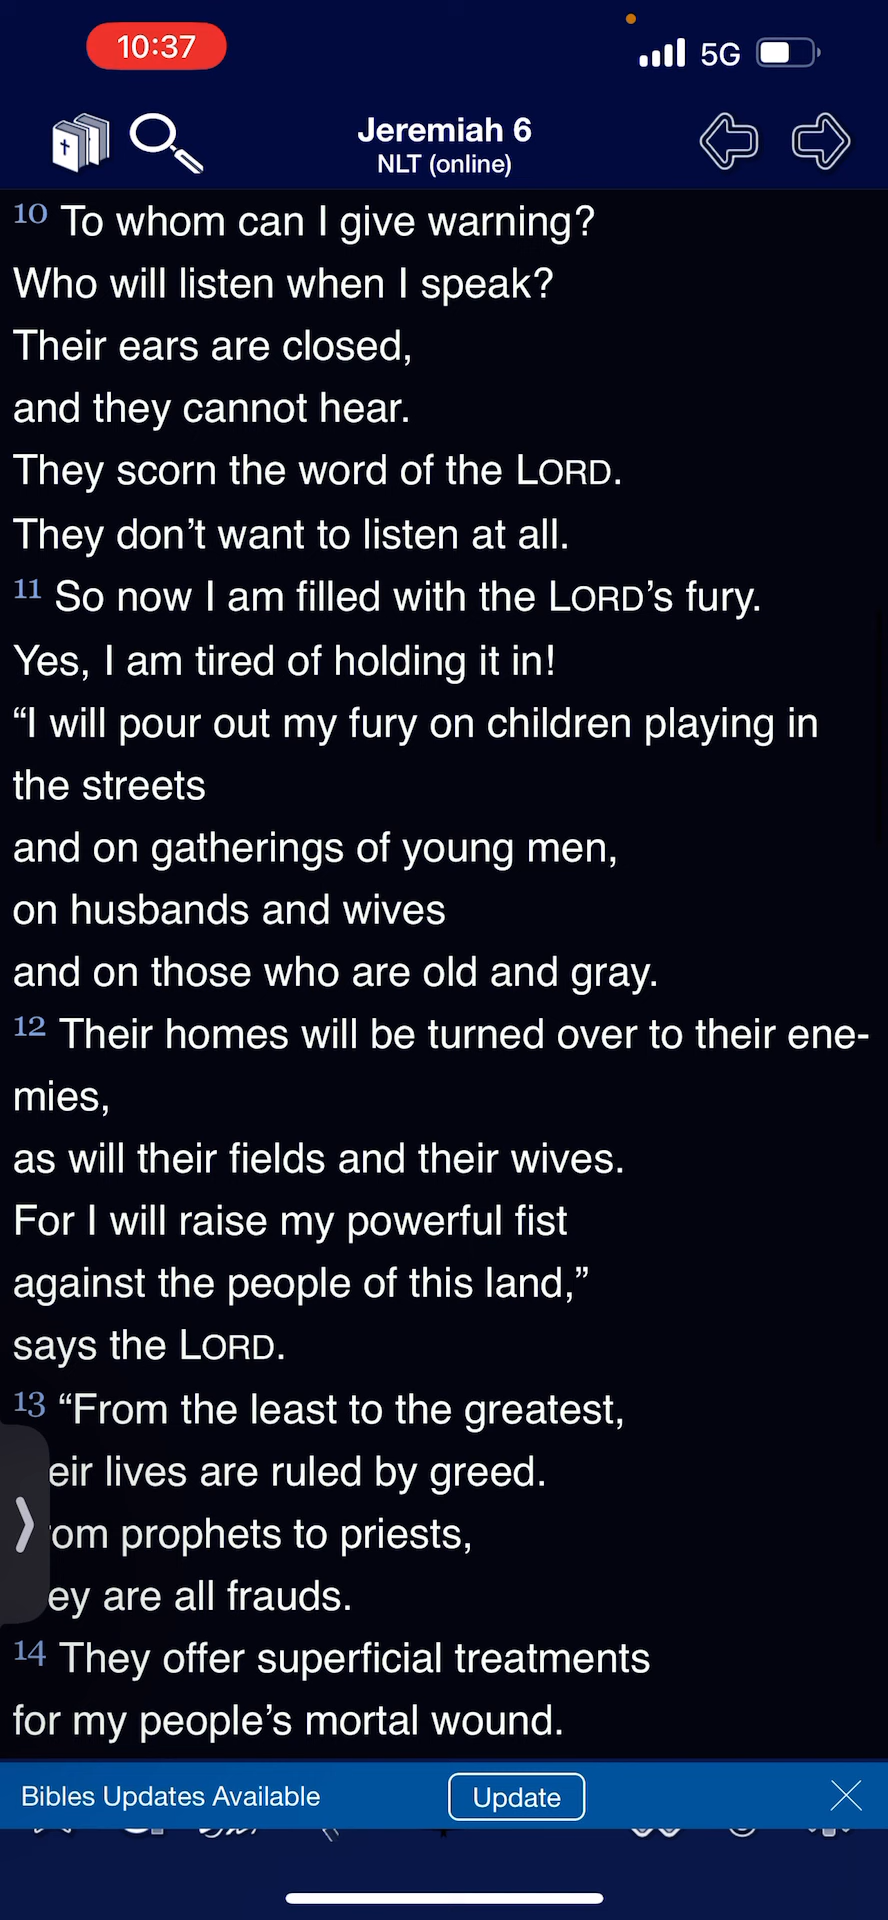 10:37
5G
Jeremiah 6
NLT (online)
10 To whom can I give warning?
Who will listen when I speak?
Their ears are closed,
and they cannot hear.
They scorn the word of the LORD.
They don’t want to listen at all.
11 So now I am filled with the LORD’s fury.
Yes, I am tired of holding it in!
“I will pour out my fury on children playing in
the streets
and on gatherings of young men,
on husbands and wives
and on those who are old and gray.
12 Their homes will be turned over to their ene-
mies,
as will their fields and their wives.
For I will raise my powerful fist
against the people of this land,”
says the LORD.
13 “From the least to the greatest,
eir lives are ruled by greed.
om prophets to priests,
ey are all frauds.
14 They offer superficial treatments
for my people’s mortal wound.
Bibles Updates Available
Update